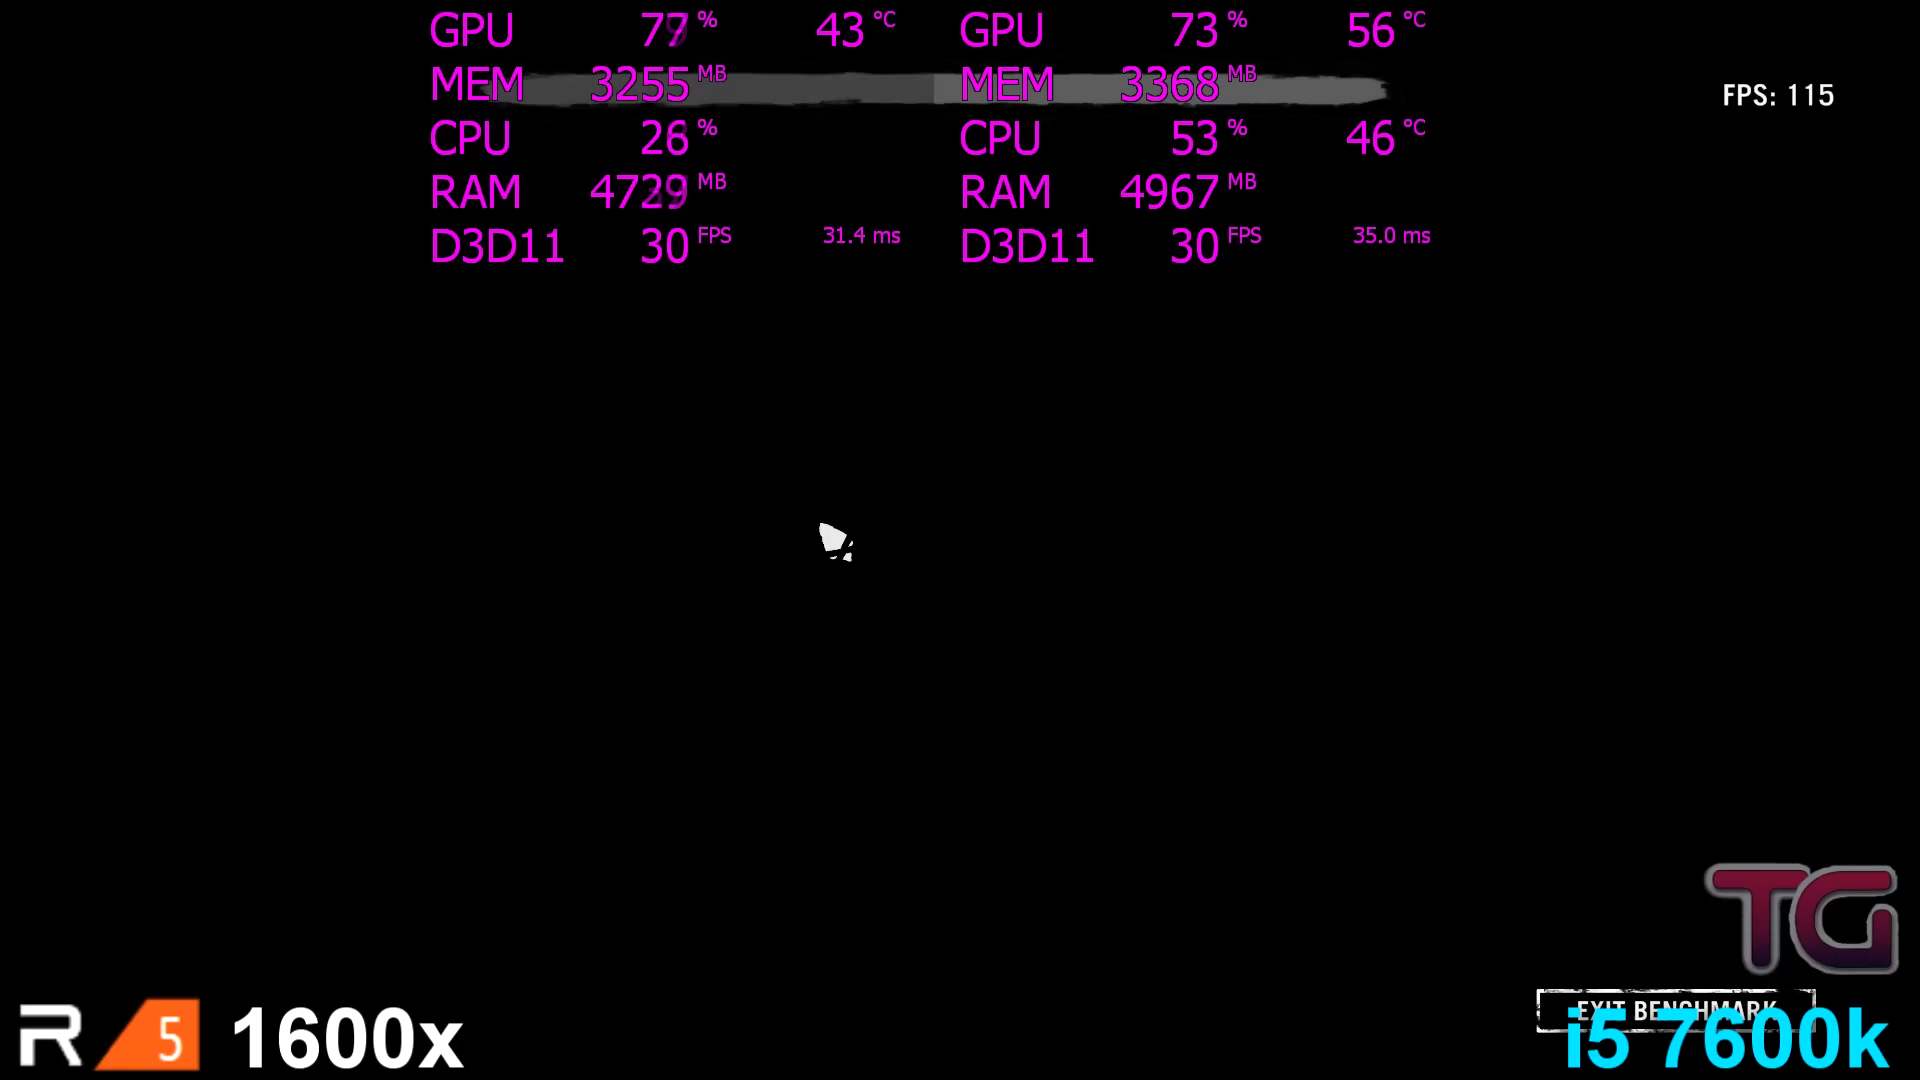 GPU 77 % 43 °C GPU 73 % 56 °C
MEM 3255 MB MEM 3368 MB
FPS: 115
CPU 26 % CPU 53 % 46 °C
RAM 4729 MB RAM 4967 MB
D3D11 30 FPS 31.4 ms D3D11 30 FPS 35.0 ms
TG
EXIT BENCHMARK
R 5 1600x
i5 7600k